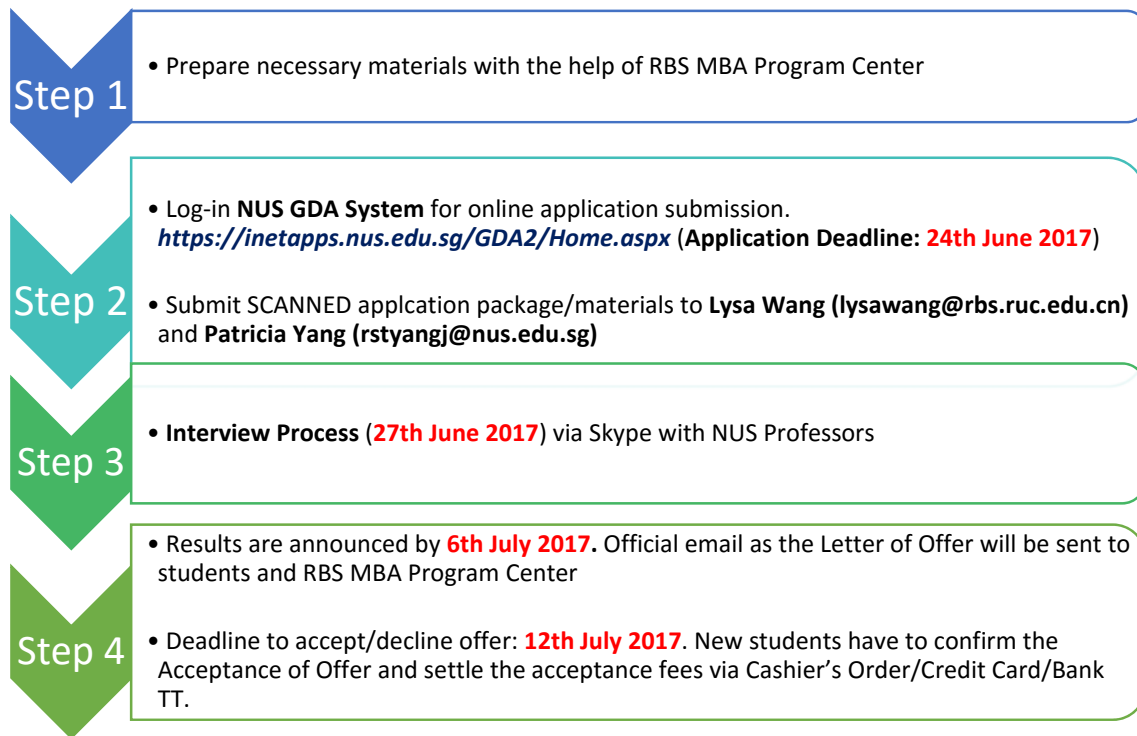 Step 1
• Prepare necessary materials with the help of RBS MBA Program Center
Step 2
• Log-in NUS GDA System for online application submission.
https://inetapps.nus.edu.sg/GDA2/Home.aspx (Application Deadline: 24th June 2017)
• Submit SCANNED applcation package/materials to Lysa Wang (lysawang@rbs.ruc.edu.cn)
and Patricia Yang (rstyangj@nus.edu.sg)
Step 3
• Interview Process (27th June 2017) via Skype with NUS Professors
Step 4
• Results are announced by 6th July 2017. Official email as the Letter of Offer will be sent to
students and RBS MBA Program Center
• Deadline to accept/decline offer: 12th July 2017. New students have to confirm the
Acceptance of Offer and settle the acceptance fees via Cashier’s Order/Credit Card/Bank
TT.